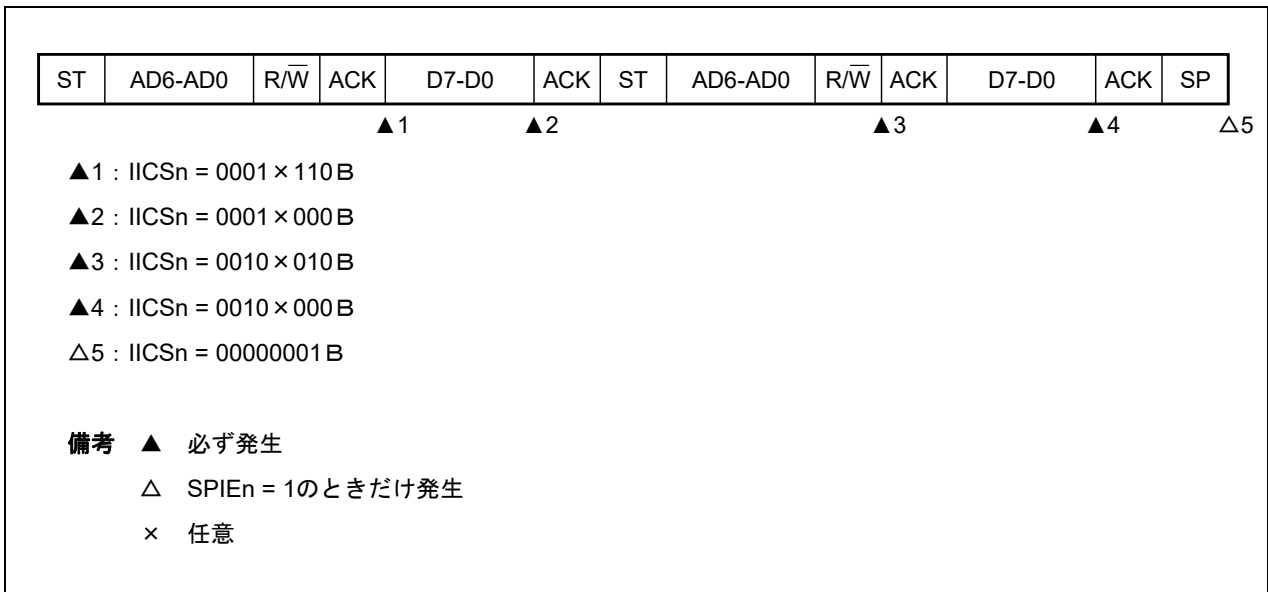 ST AD6-AD0 R/W̅ ACK D7-D0 ACK ST AD6-AD0 R/W̅ ACK D7-D0 ACK SP
▲1 ▲2 ▲3 ▲4 △5
▲1：IICSn = 0001×110B
▲2：IICSn = 0001×000B
▲3：IICSn = 0010×010B
▲4：IICSn = 0010×000B
△5：IICSn = 00000001B
備考 ▲ 必ず発生
△ SPIEn = 1のときだけ発生
× 任意